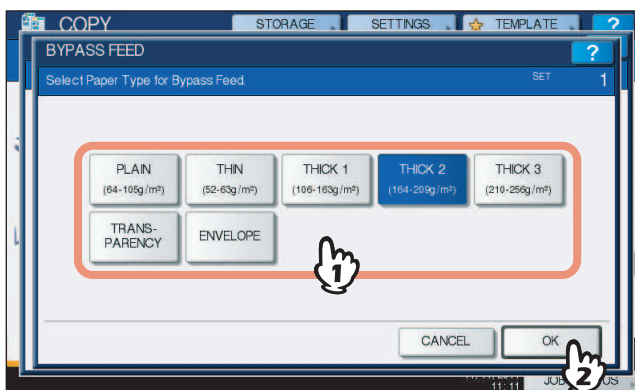 COPY
STORAGE
SETTINGS
TEMPLATE
?
BYPASS FEED
?
Select Paper Type for Bypass Feed.
SET
1
PLAIN
(64-105g/m²)
THIN
(52-63g/m²)
THICK 1
(106-163g/m²)
THICK 2
(164-209g/m²)
THICK 3
(210-256g/m²)
TRANS-
PARENCY
ENVELOPE
1
CANCEL
OK
2
11:11